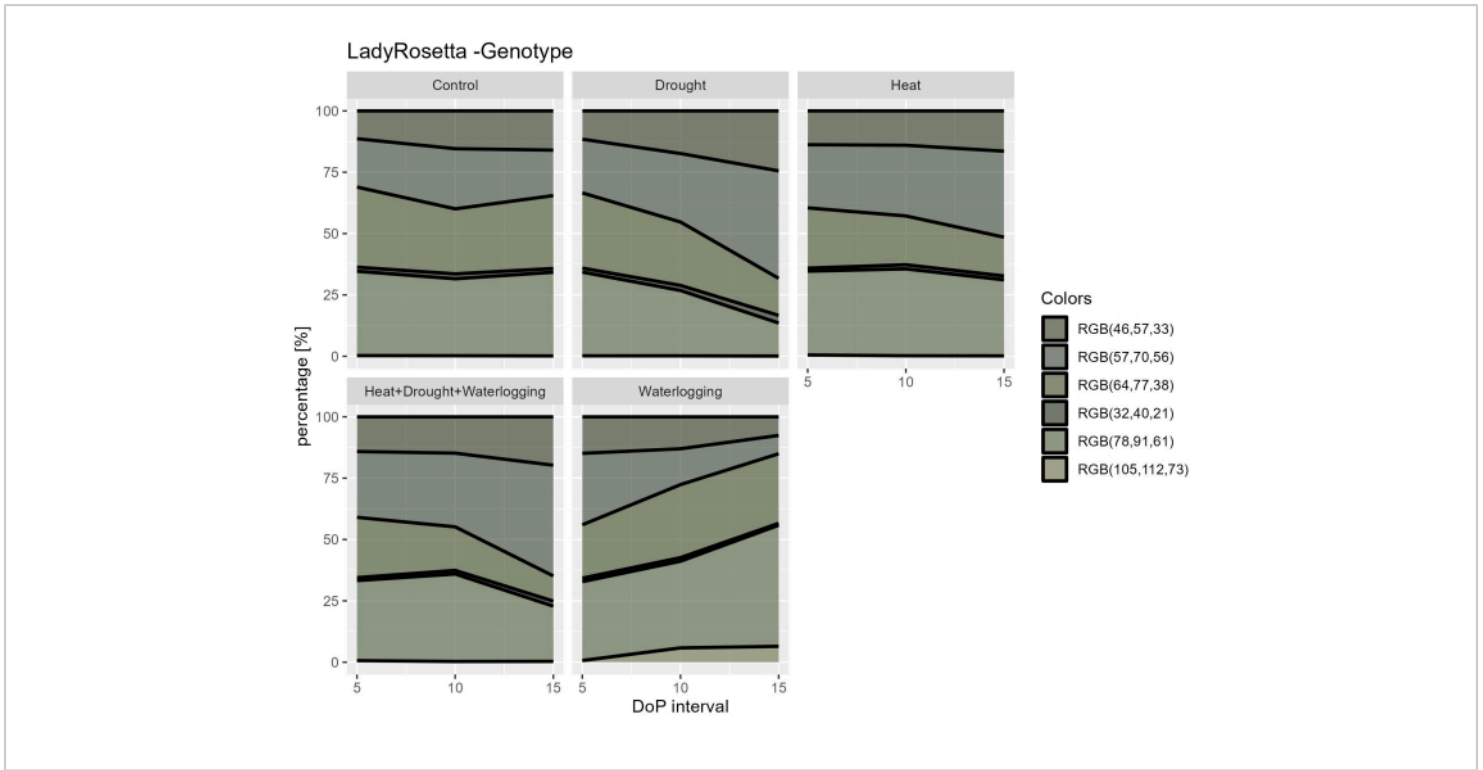 LadyRosetta -Genotype
Control
Drought
Heat
100
75
50
25
0
5
10
15
percentage [%]
Heat+Drought+Waterlogging
Waterlogging
100
75
50
25
0
5
10
15
5
10
15
DoP interval
Colors
RGB(46,57,33)
RGB(57,70,56)
RGB(64,77,38)
RGB(32,40,21)
RGB(78,91,61)
RGB(105,112,73)